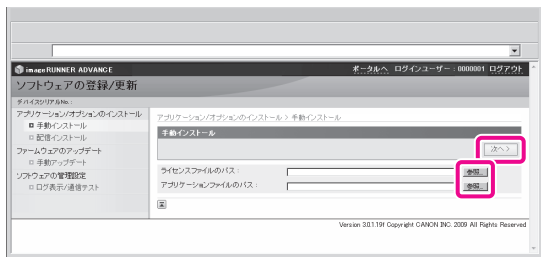 imageRUNNER ADVANCE
ポータルへ ログインユーザー : 0000001 ログアウト
ソフトウェアの登録/更新
デバイスシリアルNo. :
アプリケーション/オプションのインストール
手動インストール
配信インストール
ファームウェアのアップデート
手動アップデート
ソフトウェアの管理設定
ログ表示/通信テスト
アプリケーション/オプションのインストール > 手動インストール
手動インストール
次へ >
ライセンスファイルのパス :
参照...
アプリケーションファイルのパス :
参照...
Version 3.0.1.19f Copyright CANON INC. 2009 All Rights Reserved